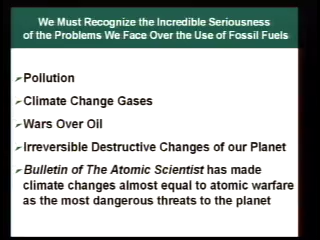 We Must Recognize the Incredible Seriousness
of the Problems We Face Over the Use of Fossil Fuels
Pollution
Climate Change Gases
Wars Over Oil
Irreversible Destructive Changes of our Planet
Bulletin of The Atomic Scientist has made
climate changes almost equal to atomic warfare
as the most dangerous threats to the planet